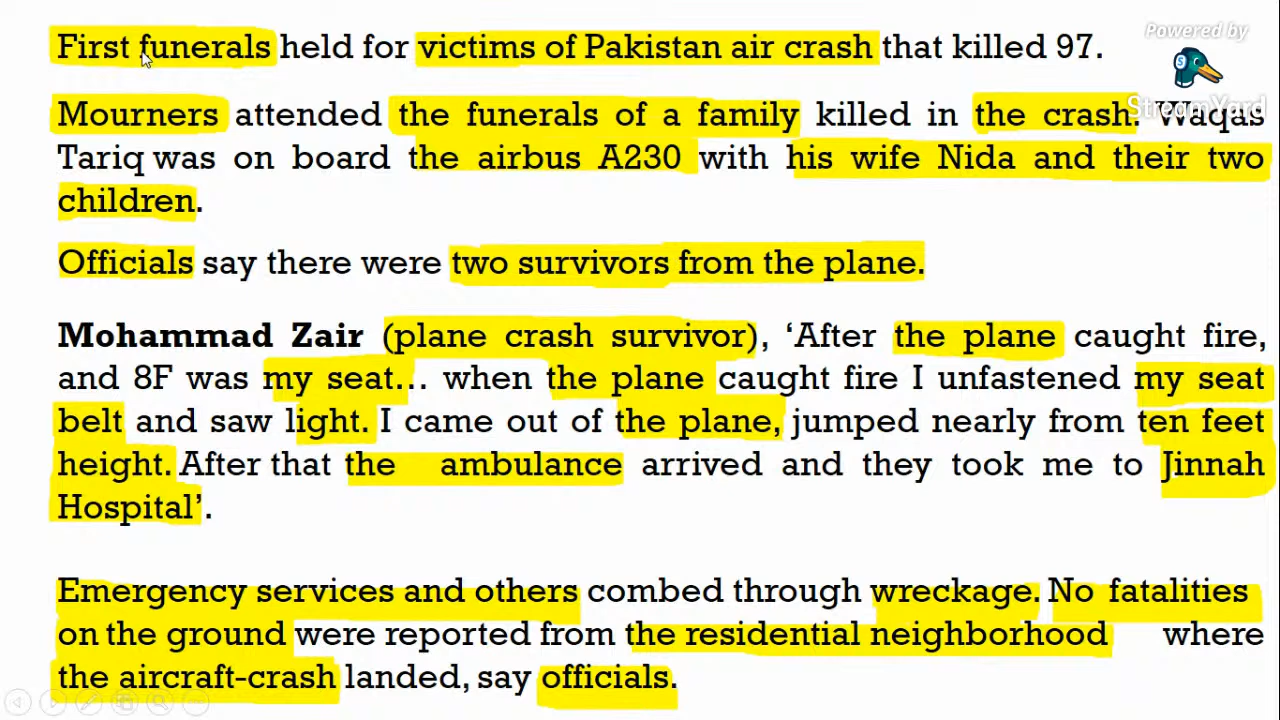 Powered by
StreamYard
First funerals held for victims of Pakistan air crash that killed 97.
Mourners attended the funerals of a family killed in the crash. Waqas
Tariq was on board the airbus A230 with his wife Nida and their two
children.
Officials say there were two survivors from the plane.
Mohammad Zair (plane crash survivor), ‘After the plane caught fire,
and 8F was my seat… when the plane caught fire I unfastened my seat
belt and saw light. I came out of the plane, jumped nearly from ten feet
height. After that the ambulance arrived and they took me to Jinnah
Hospital’.
Emergency services and others combed through wreckage. No fatalities
on the ground were reported from the residential neighborhood where
the aircraft-crash landed, say officials.